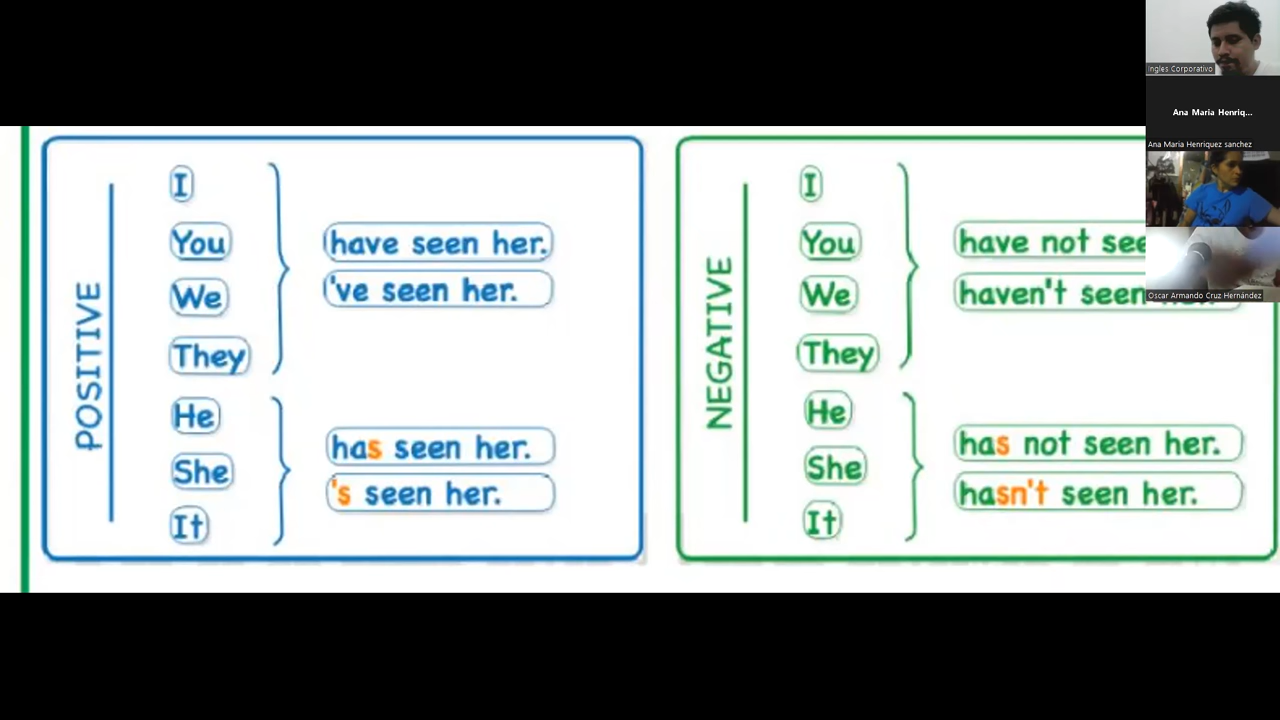 POSITIVE
I
You
We
They
He
She
It
have seen her.
've seen her.
has seen her.
's seen her.
NEGATIVE
I
You
We
They
He
She
It
have not see
haven't seen
has not seen her.
hasn't seen her.
Ingles Corporativo
Ana Maria Henriq...
Ana Maria Henriquez sanchez
Oscar Armando Cruz Hernández